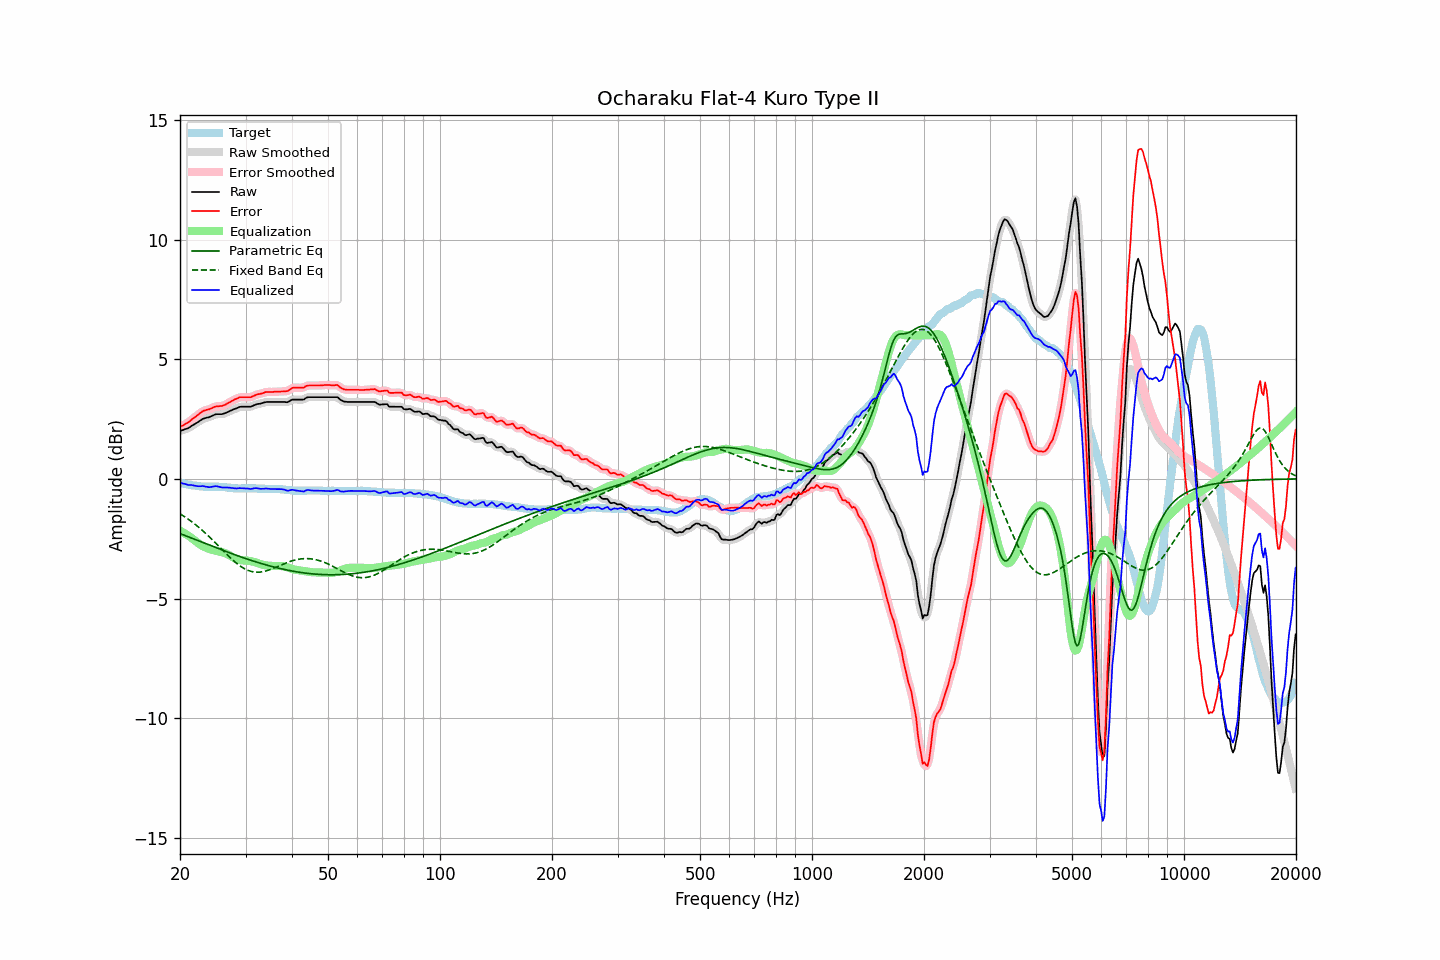 Ocharaku Flat-4 Kuro Type II
Target
Raw Smoothed
Error Smoothed
Raw
Error
Equalization
Parametric Eq
Fixed Band Eq
Equalized
15
10
5
0
−5
−10
−15
Amplitude (dBr)
20 50 100 200 500 1000 2000 5000 10000 20000
Frequency (Hz)